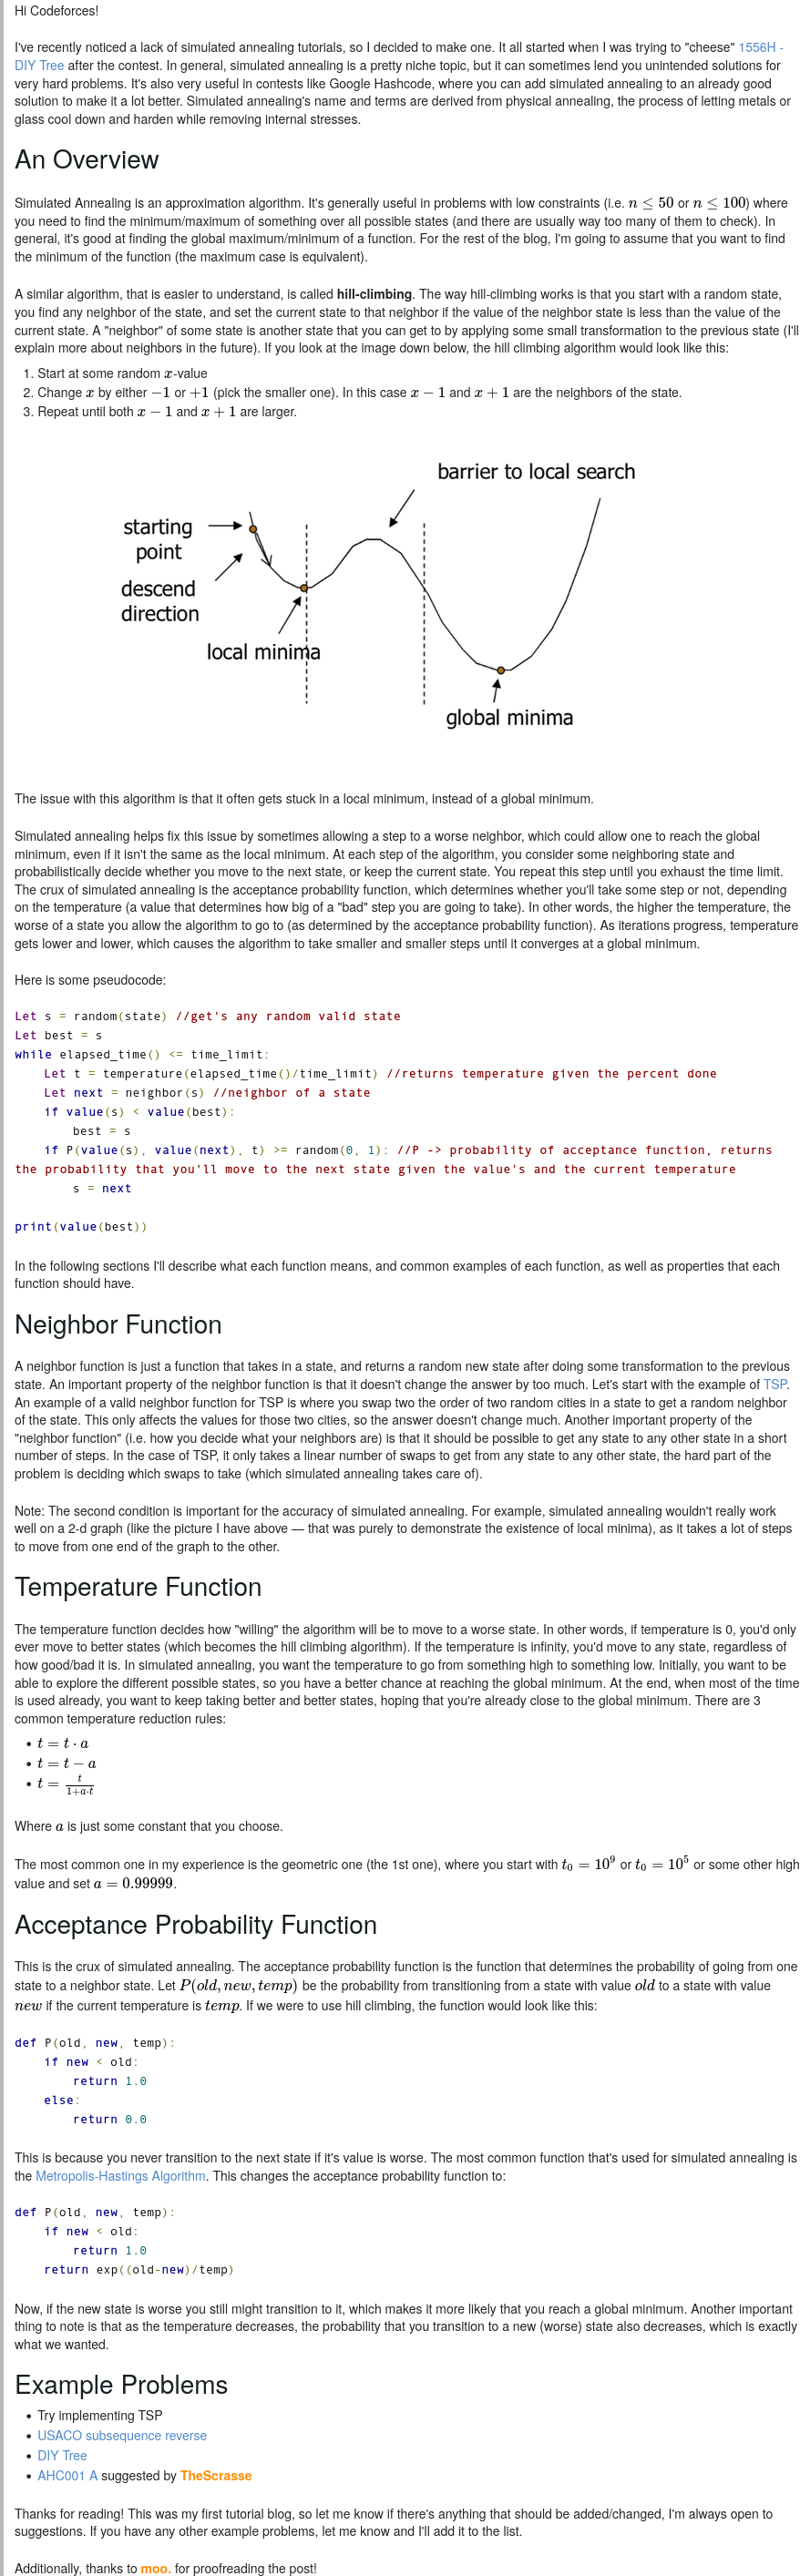 Hi Codeforces!
I've recently noticed a lack of simulated annealing tutorials, so I decided to make one. It all started when I was trying to "cheese" 1556H -
DIY Tree after the contest. In general, simulated annealing is a pretty niche topic, but it can sometimes lend you unintended solutions for
very hard problems. It's also very useful in contests like Google Hashcode, where you can add simulated annealing to an already good
solution to make it a lot better. Simulated annealing's name and terms are derived from physical annealing, the process of letting metals or
glass cool down and harden while removing internal stresses.
An Overview
Simulated Annealing is an approximation algorithm. It's generally useful in problems with low constraints (i.e. n ≤ 50 or n ≤ 100) where
you need to find the minimum/maximum of something over all possible states (and there are usually way too many of them to check). In
general, it's good at finding the global maximum/minimum of a function. For the rest of the blog, I'm going to assume that you want to find
the minimum of the function (the maximum case is equivalent).
A similar algorithm, that is easier to understand, is called hill-climbing. The way hill-climbing works is that you start with a random state,
you find any neighbor of the state, and set the current state to that neighbor if the value of the neighbor state is less than the value of the
current state. A "neighbor" of some state is another state that you can get to by applying some small transformation to the previous state (I'll
explain more about neighbors in the future). If you look at the image down below, the hill climbing algorithm would look like this:
1. Start at some random x-value
2. Change x by either −1 or +1 (pick the smaller one). In this case x − 1 and x + 1 are the neighbors of the state.
3. Repeat until both x − 1 and x + 1 are larger.
barrier to local search
starting
point
descend
direction
local minima
global minima
The issue with this algorithm is that it often gets stuck in a local minimum, instead of a global minimum.
Simulated annealing helps fix this issue by sometimes allowing a step to a worse neighbor, which could allow one to reach the global
minimum, even if it isn't the same as the local minimum. At each step of the algorithm, you consider some neighboring state and
probabilistically decide whether you move to the next state, or keep the current state. You repeat this step until you exhaust the time limit.
The crux of simulated annealing is the acceptance probability function, which determines whether you'll take some step or not, depending
on the temperature (a value that determines how big of a "bad" step you are going to take). In other words, the higher the temperature, the
worse of a state you allow the algorithm to go to (as determined by the acceptance probability function). As iterations progress, temperature
gets lower and lower, which causes the algorithm to take smaller and smaller steps until it converges at a global minimum.
Here is some pseudocode:
Let s = random(state) //get's any random valid state
Let best = s
while elapsed_time() <= time_limit:
    Let t = temperature(elapsed_time()/time_limit) //returns temperature given the percent done
    Let next = neighbor(s) //neighbor of a state
    if value(s) < value(best):
        best = s
    if P(value(s), value(next), t) >= random(0, 1): //P -> probability of acceptance function, returns
the probability that you'll move to the next state given the value's and the current temperature
        s = next
print(value(best))
In the following sections I'll describe what each function means, and common examples of each function, as well as properties that each
function should have.
Neighbor Function
A neighbor function is just a function that takes in a state, and returns a random new state after doing some transformation to the previous
state. An important property of the neighbor function is that it doesn't change the answer by too much. Let's start with the example of TSP.
An example of a valid neighbor function for TSP is where you swap two the order of two random cities in a state to get a random neighbor
of the state. This only affects the values for those two cities, so the answer doesn't change much. Another important property of the
"neighbor function" (i.e. how you decide what your neighbors are) is that it should be possible to get any state to any other state in a short
number of steps. In the case of TSP, it only takes a linear number of swaps to get from any state to any other state, the hard part of the
problem is deciding which swaps to take (which simulated annealing takes care of).
Note: The second condition is important for the accuracy of simulated annealing. For example, simulated annealing wouldn't really work
well on a 2-d graph (like the picture I have above — that was purely to demonstrate the existence of local minima), as it takes a lot of steps
to move from one end of the graph to the other.
Temperature Function
The temperature function decides how "willing" the algorithm will be to move to a worse state. In other words, if temperature is 0, you'd only
ever move to better states (which becomes the hill climbing algorithm). If the temperature is infinity, you'd move to any state, regardless of
how good/bad it is. In simulated annealing, you want the temperature to go from something high to something low. Initially, you want to be
able to explore the different possible states, so you have a better chance at reaching the global minimum. At the end, when most of the time
is used already, you want to keep taking better and better states, hoping that you're already close to the global minimum. There are 3
common temperature reduction rules:
• t = t · a
• t = t − a
• t = t/(1+a·t)
Where a is just some constant that you choose.
The most common one in my experience is the geometric one (the 1st one), where you start with t₀ = 10⁹ or t₀ = 10⁵ or some other high
value and set a = 0.99999.
Acceptance Probability Function
This is the crux of simulated annealing. The acceptance probability function is the function that determines the probability of going from one
state to a neighbor state. Let P(old, new, temp) be the probability from transitioning from a state with value old to a state with value
new if the current temperature is temp. If we were to use hill climbing, the function would look like this:
def P(old, new, temp):
    if new < old:
        return 1.0
    else:
        return 0.0
This is because you never transition to the next state if it's value is worse. The most common function that's used for simulated annealing is
the Metropolis-Hastings Algorithm. This changes the acceptance probability function to:
def P(old, new, temp):
    if new < old:
        return 1.0
    return exp((old-new)/temp)
Now, if the new state is worse you still might transition to it, which makes it more likely that you reach a global minimum. Another important
thing to note is that as the temperature decreases, the probability that you transition to a new (worse) state also decreases, which is exactly
what we wanted.
Example Problems
• Try implementing TSP
• USACO subsequence reverse
• DIY Tree
• AHC001 A suggested by TheScrasse
Thanks for reading! This was my first tutorial blog, so let me know if there's anything that should be added/changed, I'm always open to
suggestions. If you have any other example problems, let me know and I'll add it to the list.
Additionally, thanks to moo. for proofreading the post!